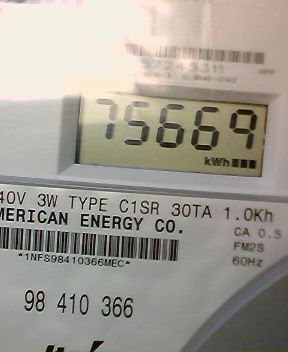 75669
kWh
40V 3W TYPE C1SR 30TA 1.0Kh
MERICAN ENERGY CO.
CA 0.5
*1NFS98410366MEC*
FM2S
60Hz
98 410 366